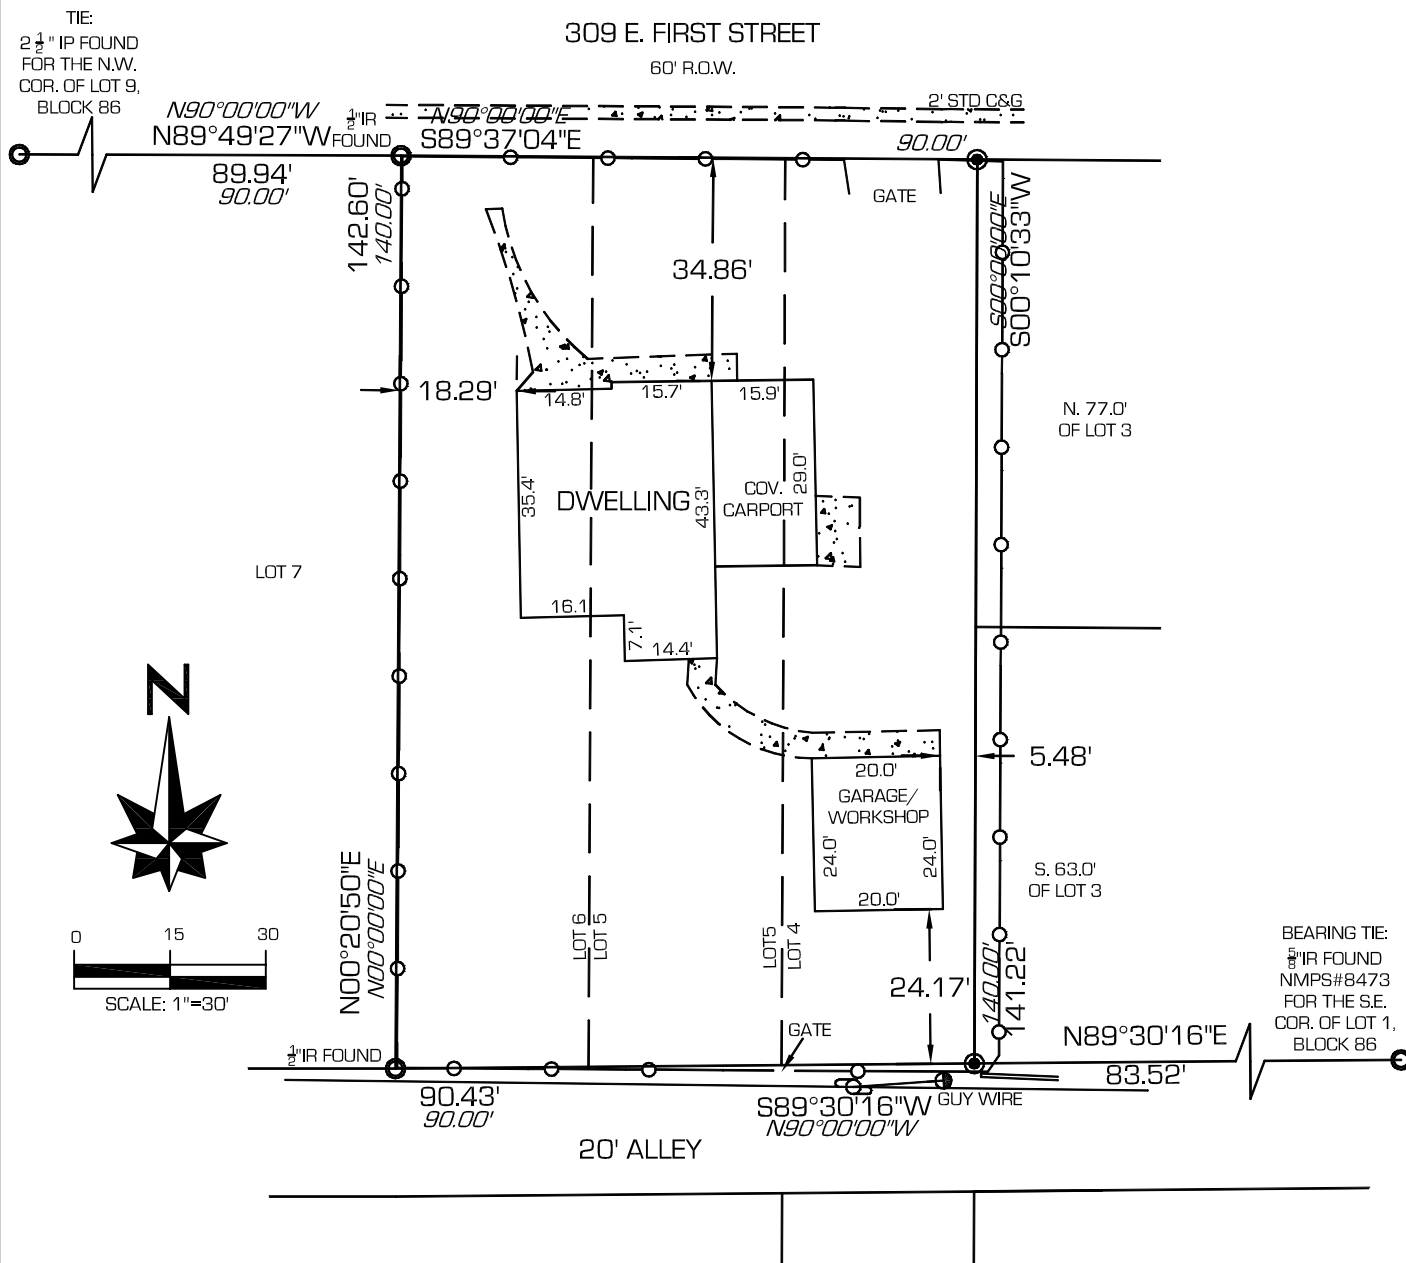 309 E. FIRST STREET
60' R.O.W.
TIE:
2 1/2" IP FOUND
FOR THE N.W.
COR. OF LOT 9,
BLOCK 86
N90°00'00"W
N89°49'27"W
89.94'
90.00'
1/2"IR
FOUND
N90°00'00"E
S89°37'04"E
2' STD C&G
90.00'
GATE
142.60'
140.00'
S00°00'00"E
S00°10'33"W
34.86'
18.29'
14.8'
15.7'
15.9'
N. 77.0'
OF LOT 3
35.4'
DWELLING
43.3'
COV.
CARPORT
29.0'
LOT 7
16.1
7.1'
14.4'
N
5.48'
20.0'
GARAGE/
WORKSHOP
24.0'
24.0'
20.0'
S. 63.0'
OF LOT 3
N00°20'50"E
N00°00'00"E
LOT 6
LOT 5
LOT5
LOT 4
0 15 30
SCALE: 1"=30'
24.17'
140.00'
141.22'
BEARING TIE:
5/8"IR FOUND
NMPS#8473
FOR THE S.E.
COR. OF LOT 1,
BLOCK 86
GATE
N89°30'16"E
83.52'
1/2"IR FOUND
90.43'
90.00'
S89°30'16"W
N90°00'00"W
GUY WIRE
20' ALLEY